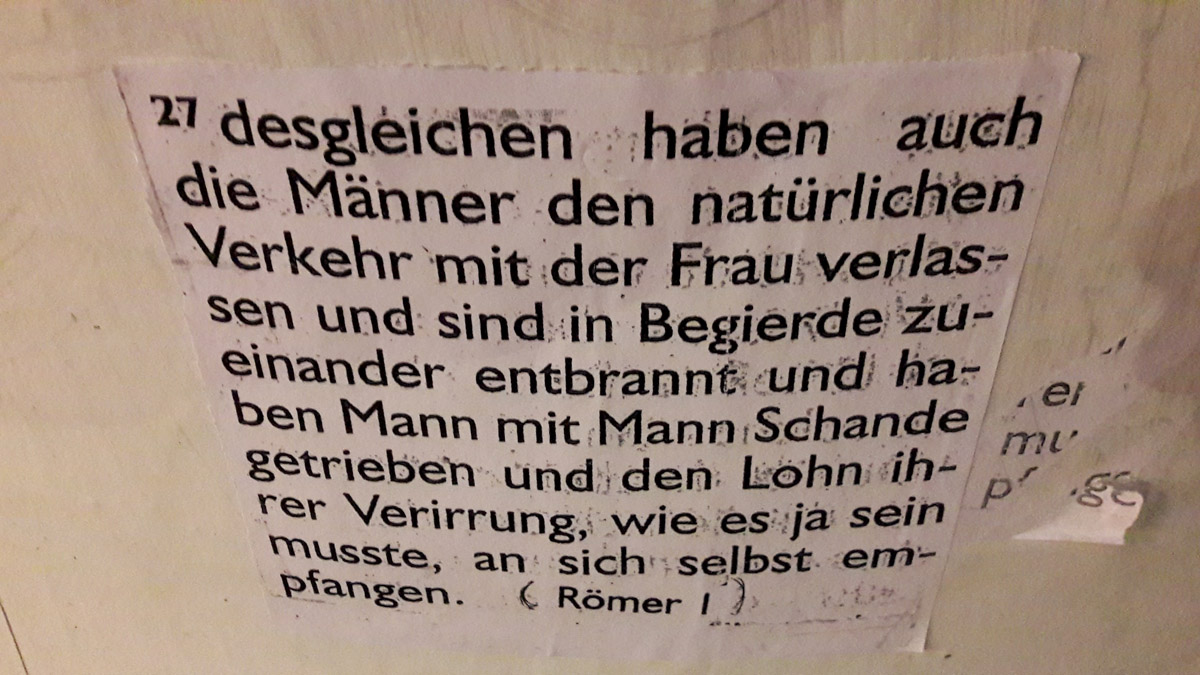 27 desgleichen haben auch
die Männer den natürlichen
Verkehr mit der Frau verlas-
sen und sind in Begierde zu-
einander entbrannt und ha-
ben Mann mit Mann Schande
getrieben und den Lohn ih-
rer Verirrung, wie es ja sein
musste, an sich selbst em-
pfangen. (Römer 1)